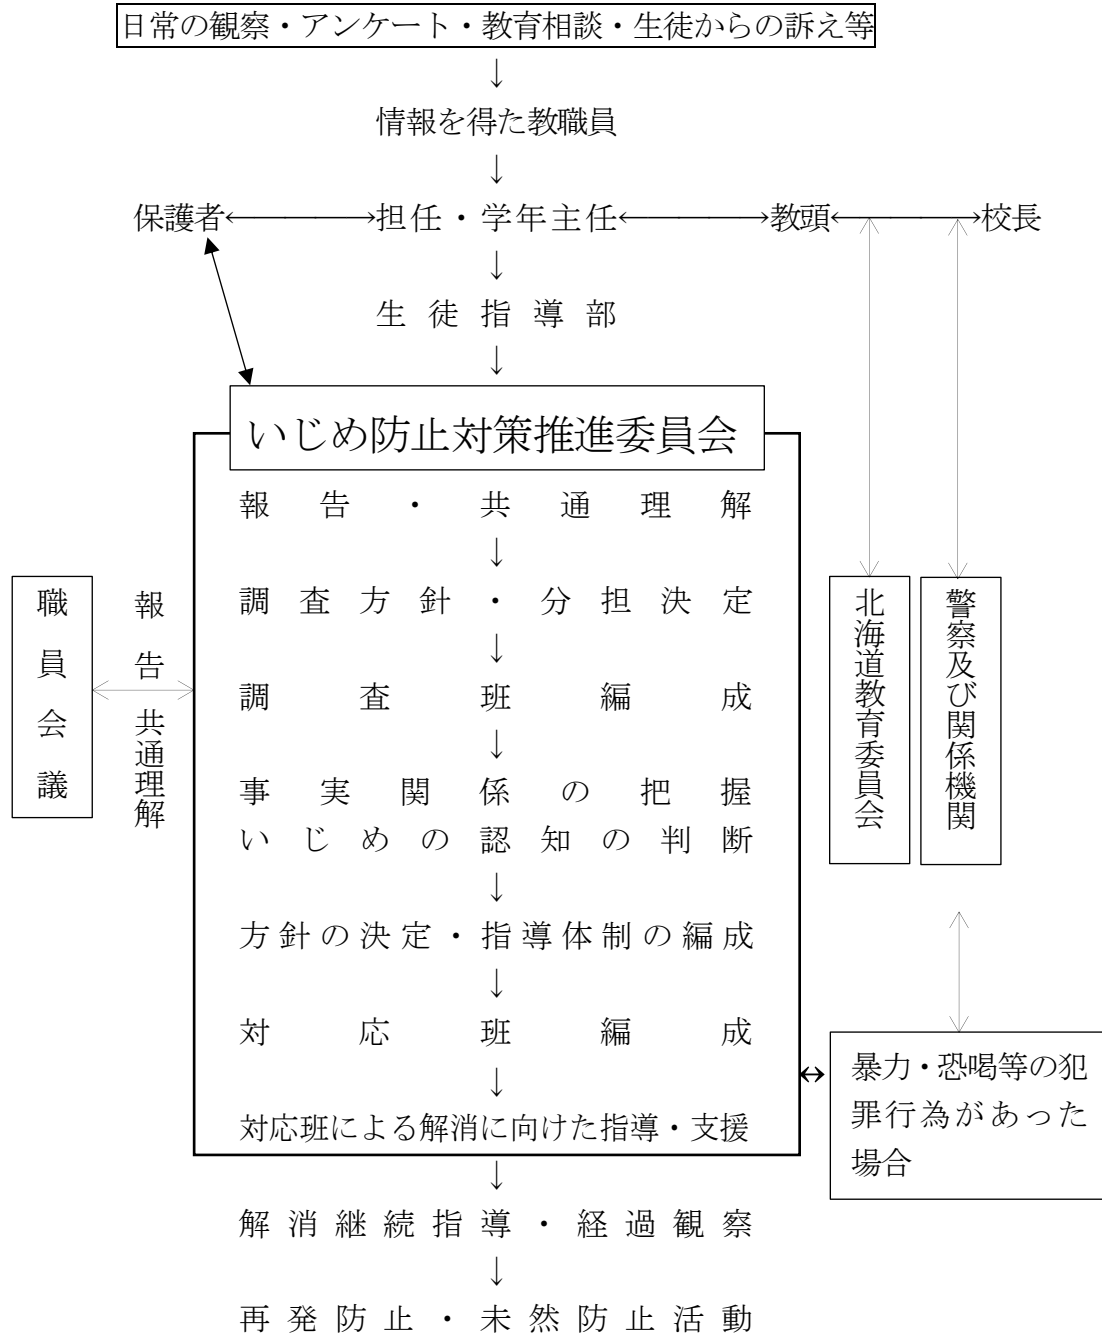 日常の観察・アンケート・教育相談・生徒からの訴え等
↓
情報を得た教職員
↓
保護者←→担任・学年主任←→教頭←→校長
↓
生徒指導部
↓
いじめ防止対策推進委員会
報告・共通理解
↓
調査方針・分担決定
↓
調査班編成
↓
事実関係の把握
いじめの認知の判断
↓
方針の決定・指導体制の編成
↓
対応班編成
↓
対応班による解消に向けた指導・支援
↓
解消継続指導・経過観察
↓
再発防止・未然防止活動
職員会議
報告
共通理解
北海道教育委員会
警察及び関係機関
↔
暴力・恐喝等の犯
罪行為があった
場合